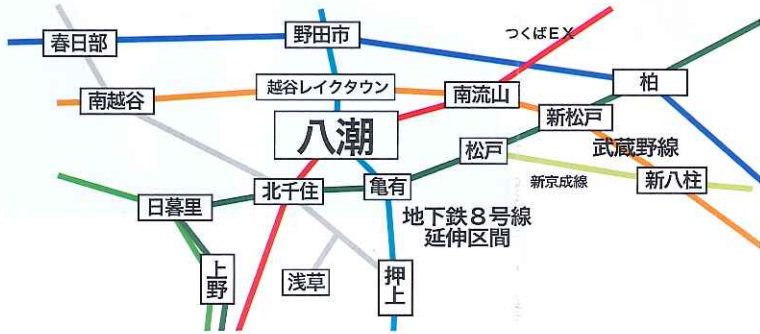 野田市
つくばEX
春日部
柏
越谷レイクタウン
南流山
南越谷
新松戸
八潮
武蔵野線
松戸
新京成線
新八柱
北千住
亀有
日暮里
地下鉄8号線
延伸区間
上野
浅草
押上